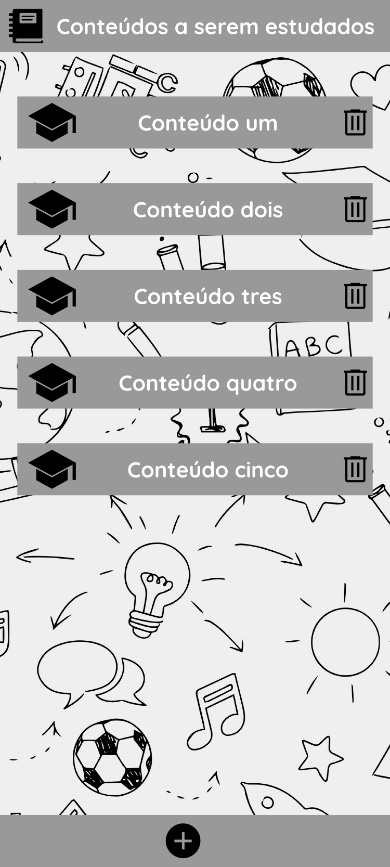 Conteúdos a serem estudados
Conteúdo um
Conteúdo dois
Conteúdo tres
ABC
Conteúdo quatro
Conteúdo cinco